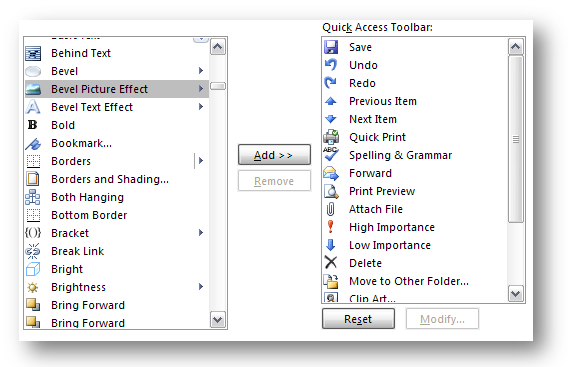 Behind Text
Bevel
Bevel Picture Effect
Bevel Text Effect
Bold
Bookmark...
Borders
Borders and Shading...
Both Hanging
Bottom Border
Bracket
Break Link
Bright
Brightness
Bring Forward
Bring Forward
Add >>
Remove
Quick Access Toolbar:
Save
Undo
Redo
Previous Item
Next Item
Quick Print
ABC Spelling & Grammar
Forward
Print Preview
Attach File
High Importance
Low Importance
Delete
Move to Other Folder...
Clip Art...
Reset
Modify...